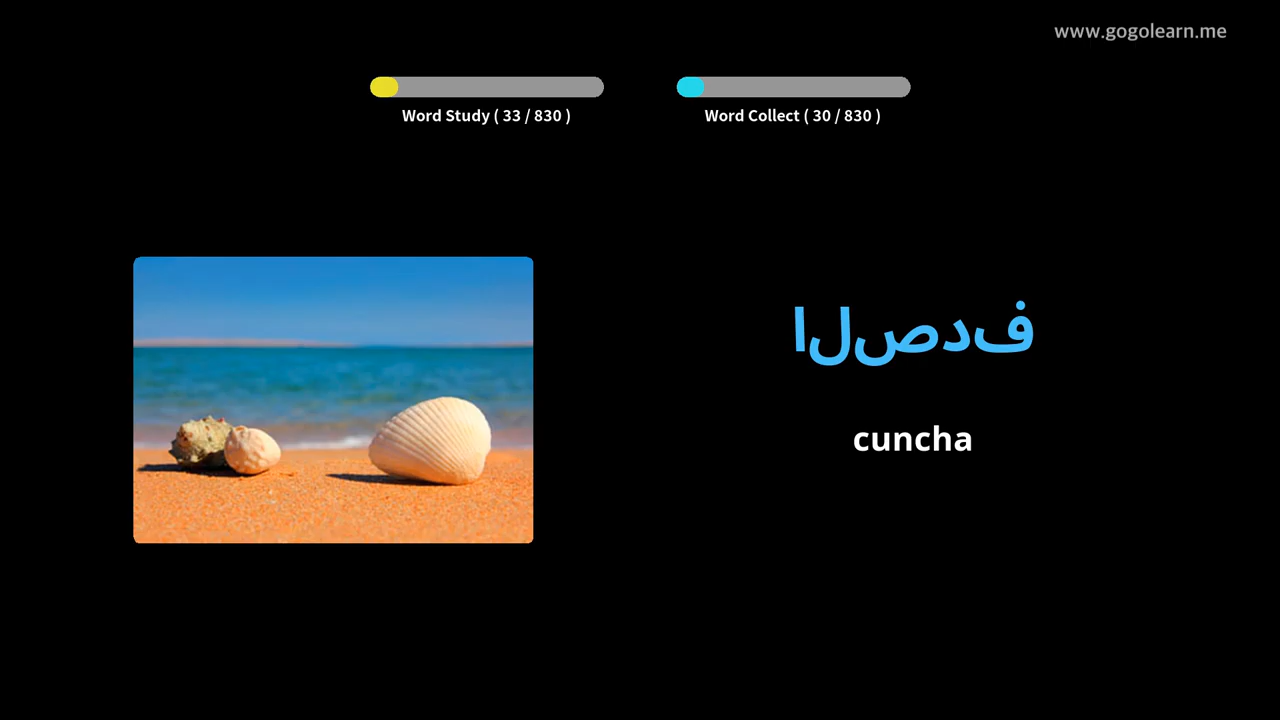 www.gogolearn.me
Word Study ( 33 / 830 )
Word Collect ( 30 / 830 )
الصدف
cuncha